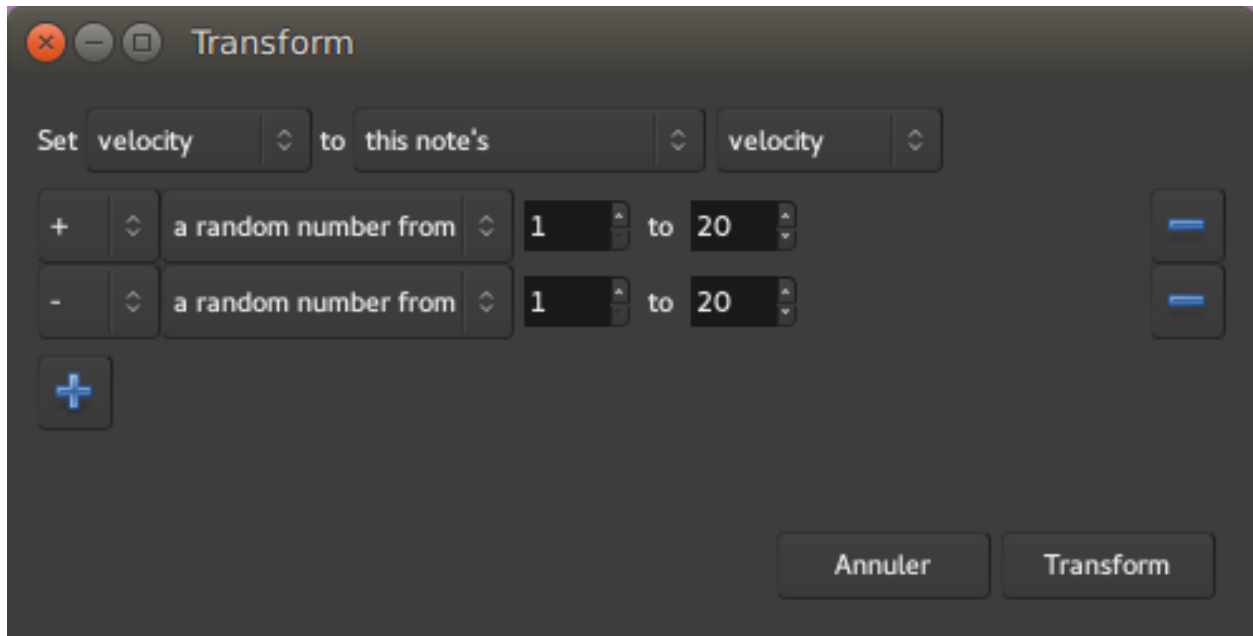 Transform
Set velocity to this note's velocity
+ a random number from 1 to 20
- a random number from 1 to 20
Annuler Transform